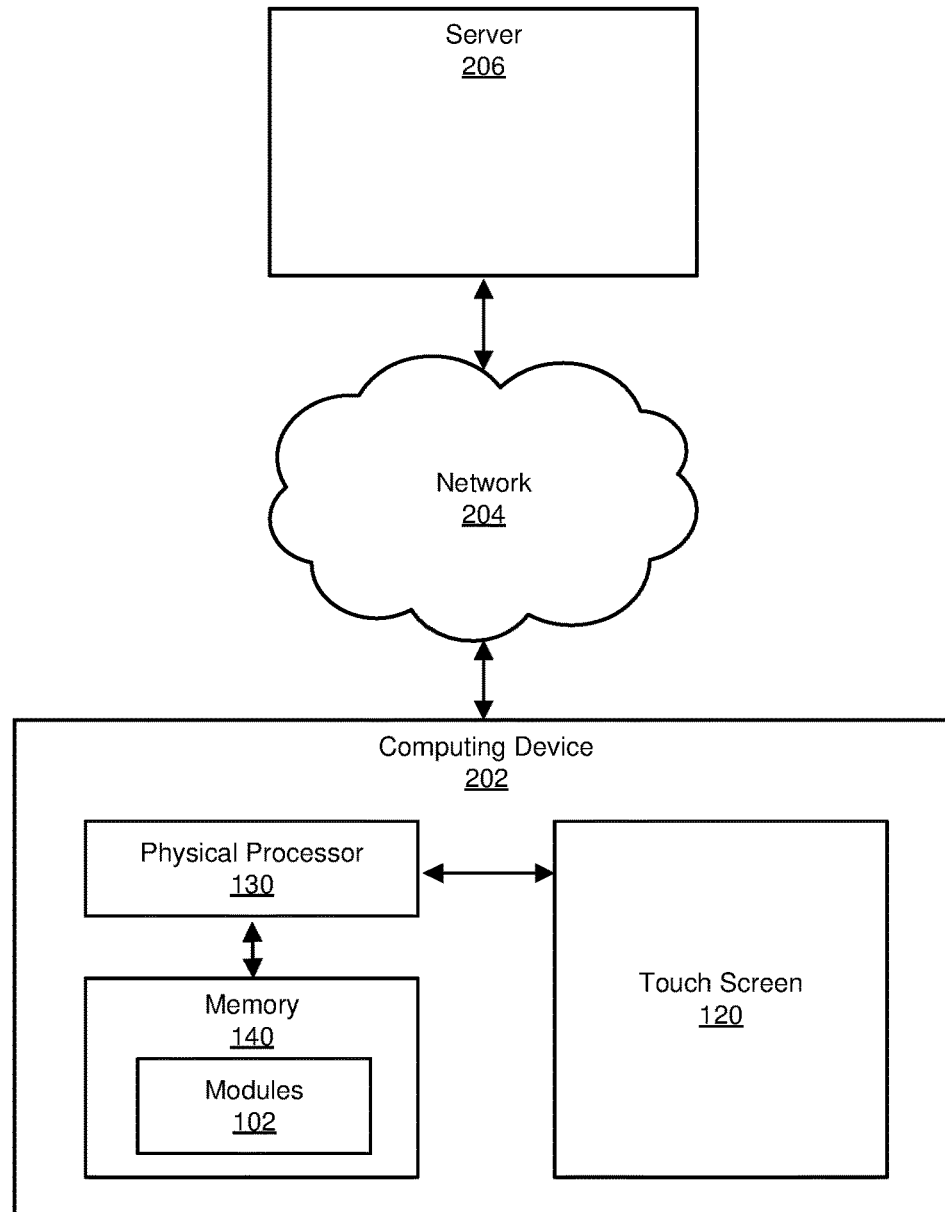 Server
206
Network
204
Computing Device
202
Physical Processor
130
Memory
140
Modules
102
Touch Screen
120